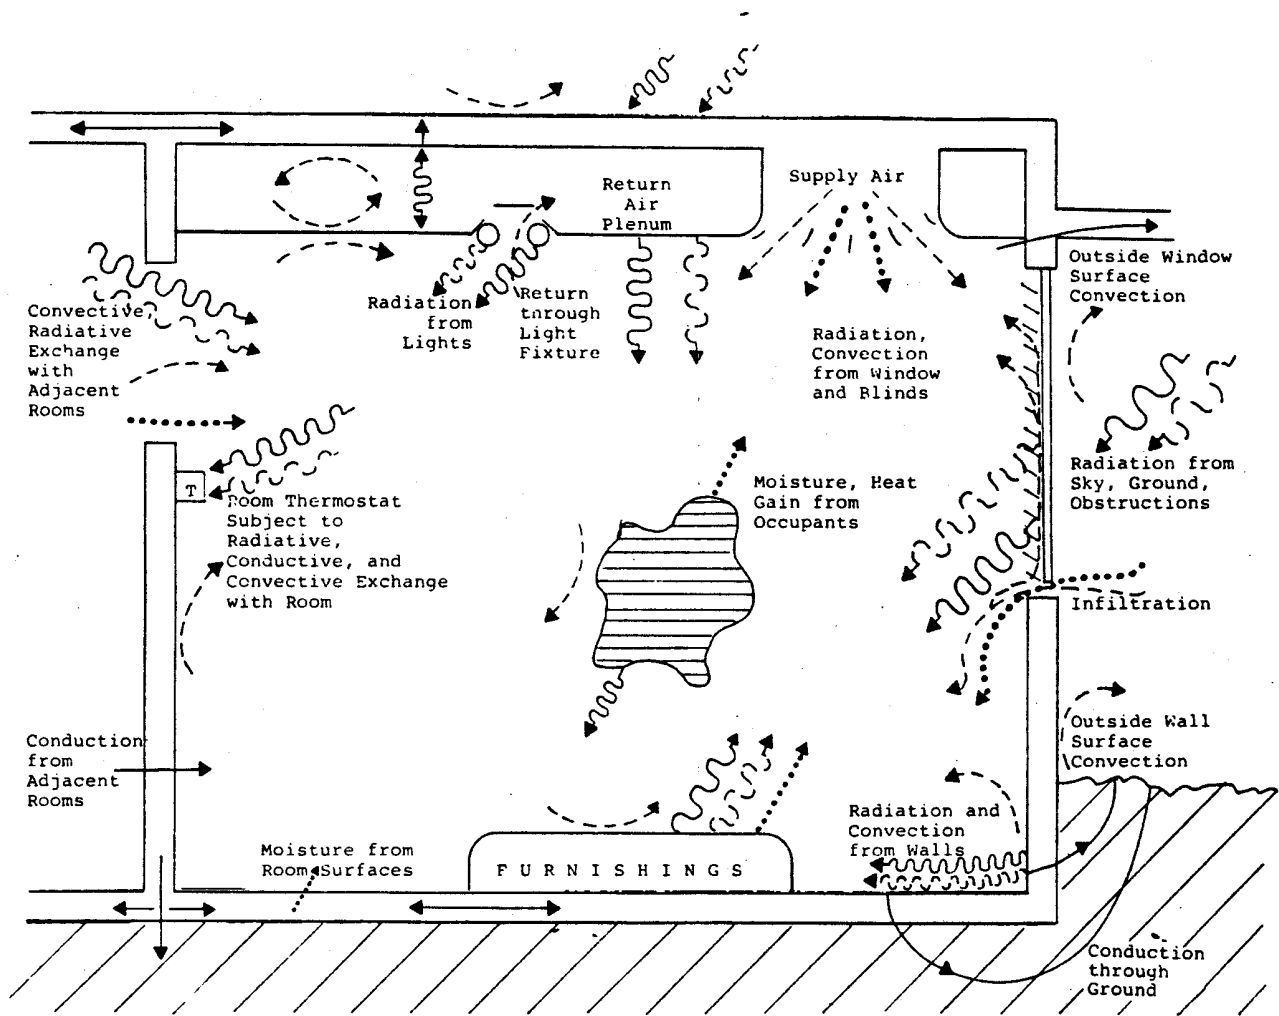 Return
Air
Plenum
Supply Air
Outside Window
Surface
Convection
Convective,
Radiative
Exchange
with
Adjacent
Rooms
Radiation
from
Lights
Return
through
Light
Fixture
Radiation,
Convection
from Window
and Blinds
Radiation from
Sky, Ground,
Obstructions
T
Room Thermostat
Subject to
Radiative,
Conductive, and
Convective Exchange
with Room
Moisture, Heat
Gain from
Occupants
Infiltration
Outside Wall
Surface
Convection
Conduction
from
Adjacent
Rooms
Radiation and
Convection
from Walls
Moisture from
Room Surfaces
FURNISHINGS
Conduction
through
Ground